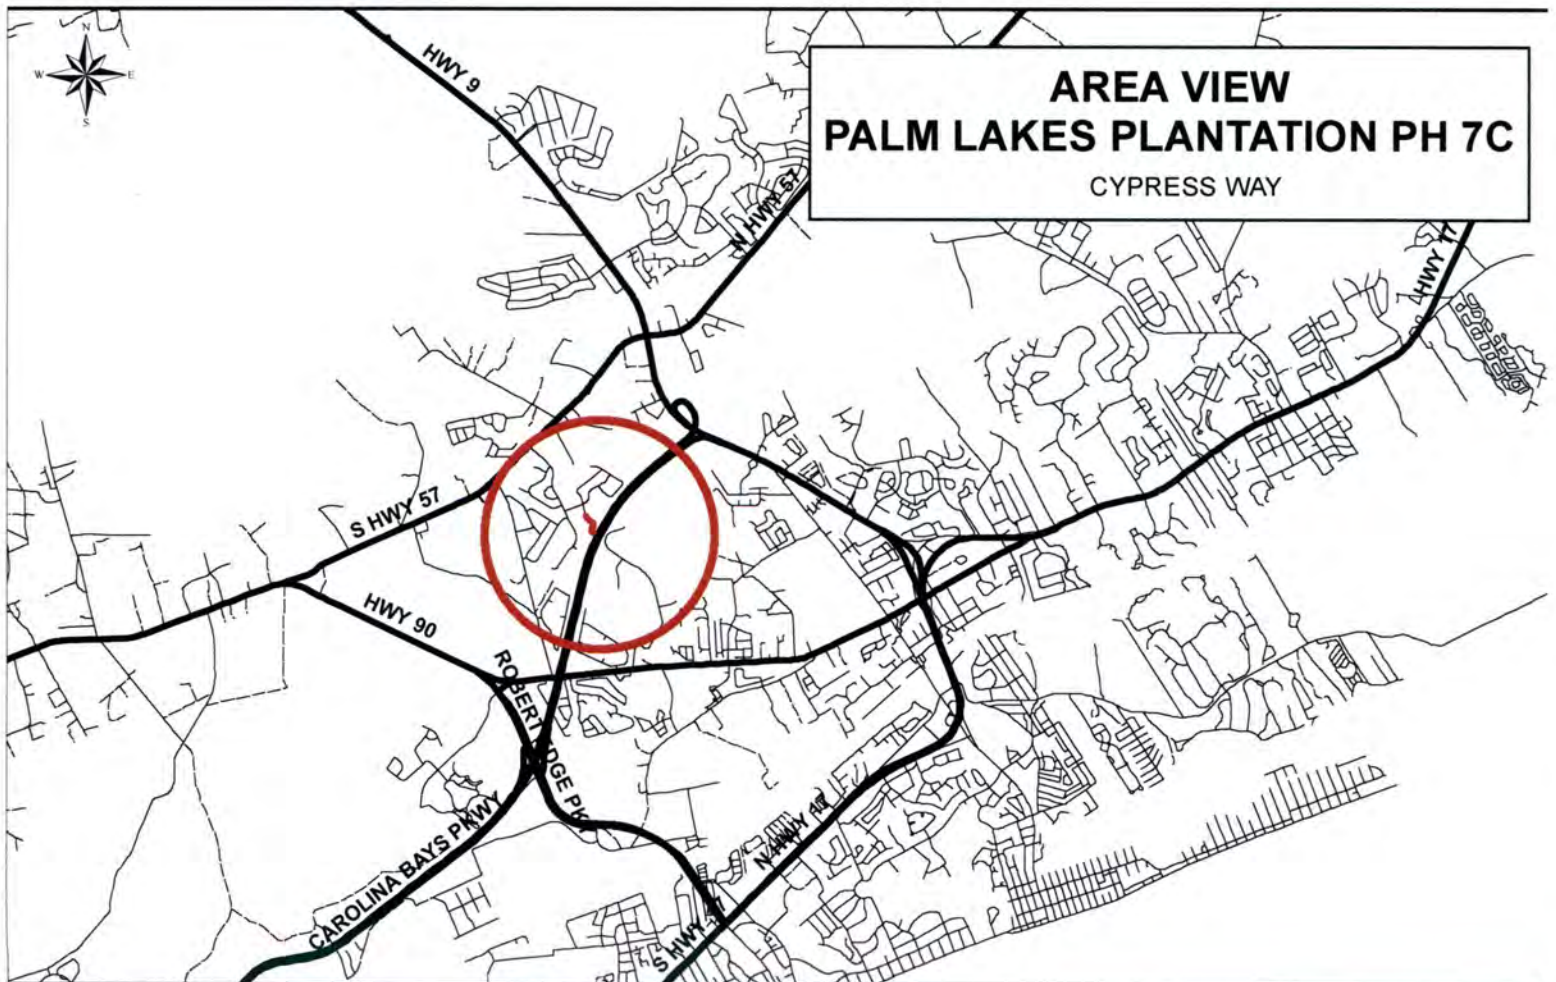 N
W E
S
AREA VIEW
PALM LAKES PLANTATION PH 7C
CYPRESS WAY
HWY 9
N HWY 57
HWY 17
S HWY 57
HWY 90
ROBERT EDGE PKY
CAROLINA BAYS PKWY
N HWY 17
S HWY 17